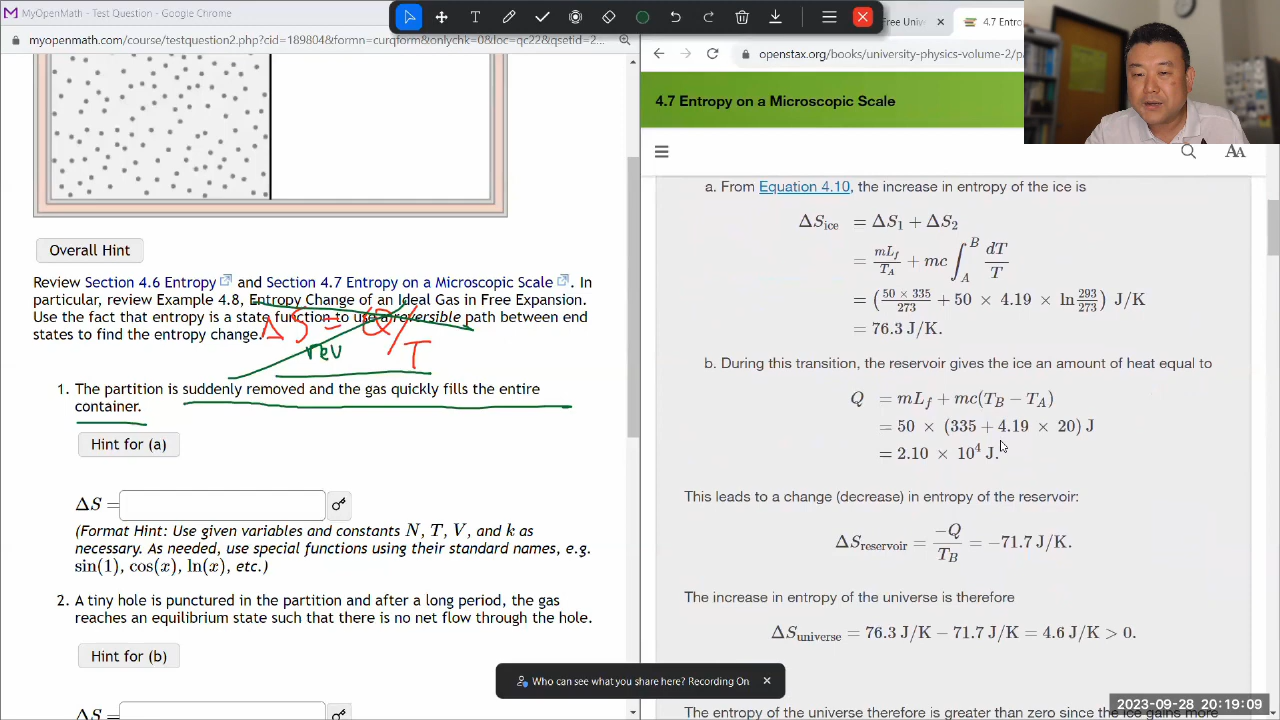 MyOpenMath - Test Question - Google Chrome
myopenmath.com/course/testquestion2.php?cid=189804&formn=curqform&onlychk=0&loc=qc22&qsetid=2...
Overall Hint
Review Section 4.6 Entropy and Section 4.7 Entropy on a Microscopic Scale. In
particular, review Example 4.8, Entropy Change of an Ideal Gas in Free Expansion.
Use the fact that entropy is a state function to use a reversible path between end
states to find the entropy change.
ΔS = Q/T
rev
1. The partition is suddenly removed and the gas quickly fills the entire
container.
Hint for (a)
ΔS =
(Format Hint: Use given variables and constants N, T, V, and k as
necessary. As needed, use special functions using their standard names, e.g.
sin(1), cos(x), ln(x), etc.)
2. A tiny hole is punctured in the partition and after a long period, the gas
reaches an equilibrium state such that there is no net flow through the hole.
Hint for (b)
ΔS =
4.7 Entro
openstax.org/books/university-physics-volume-2/pa
4.7 Entropy on a Microscopic Scale
AA
a. From Equation 4.10, the increase in entropy of the ice is
ΔS_ice = ΔS_1 + ΔS_2
= mL_f/T_A + mc ∫_A^B dT/T
= (50 × 335/273 + 50 × 4.19 × ln 293/273) J/K
= 76.3 J/K.
b. During this transition, the reservoir gives the ice an amount of heat equal to
Q = mL_f + mc(T_B − T_A)
= 50 × (335 + 4.19 × 20) J
= 2.10 × 10^4 J.
This leads to a change (decrease) in entropy of the reservoir:
ΔS_reservoir = −Q/T_B = −71.7 J/K.
The increase in entropy of the universe is therefore
ΔS_universe = 76.3 J/K − 71.7 J/K = 4.6 J/K > 0.
The entropy of the universe therefore is greater than zero since the ice gains more
Who can see what you share here? Recording On
2023-09-28 20:19:09